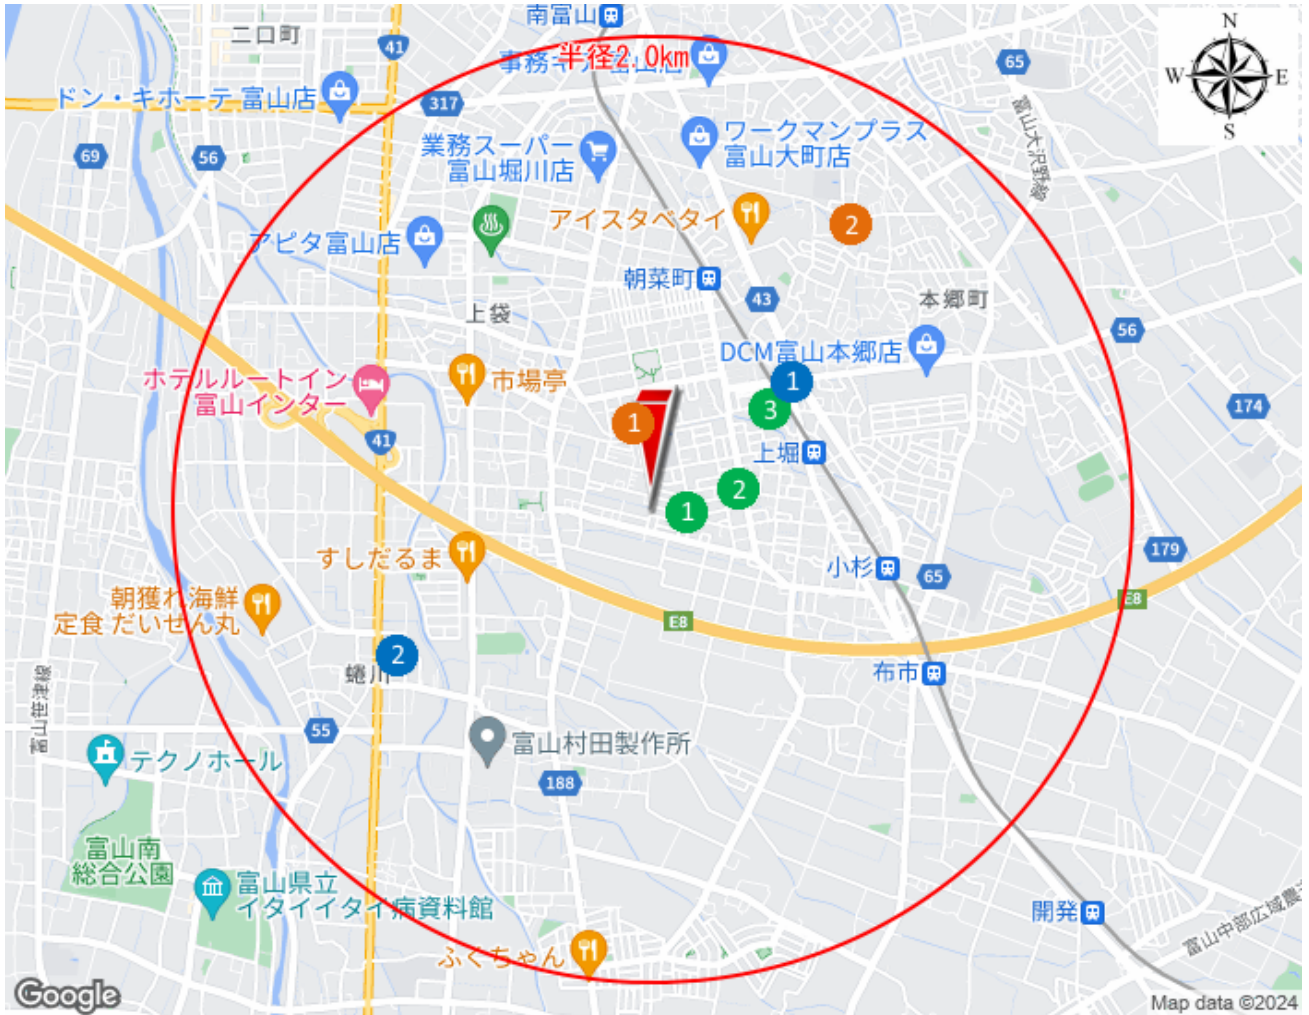 南富山
二口町
41
半径2.0km
65
N
W
E
S
ドン・キホーテ 富山店
317
ワークマンプラス
富山大町店
業務スーパー
富山堀川店
69
56
富山大沢野線
アイスタベタイ
2
アピタ富山店
朝菜町
43
本郷町
上袋
56
DCM富山本郷店
ホテルルートイン
富山インター
市場亭
1
3
174
1
41
上堀
2
1
179
すしだるま
小杉
65
朝獲れ海鮮
定食 だいせん丸
E8
E8
2
蜷川
布市
富山笹津線
55
テクノホール
富山村田製作所
188
富山南
総合公園
富山県立
イタイイタイ病資料館
開発
ふくちゃん
富山中部広域農
Google
Map data ©2024